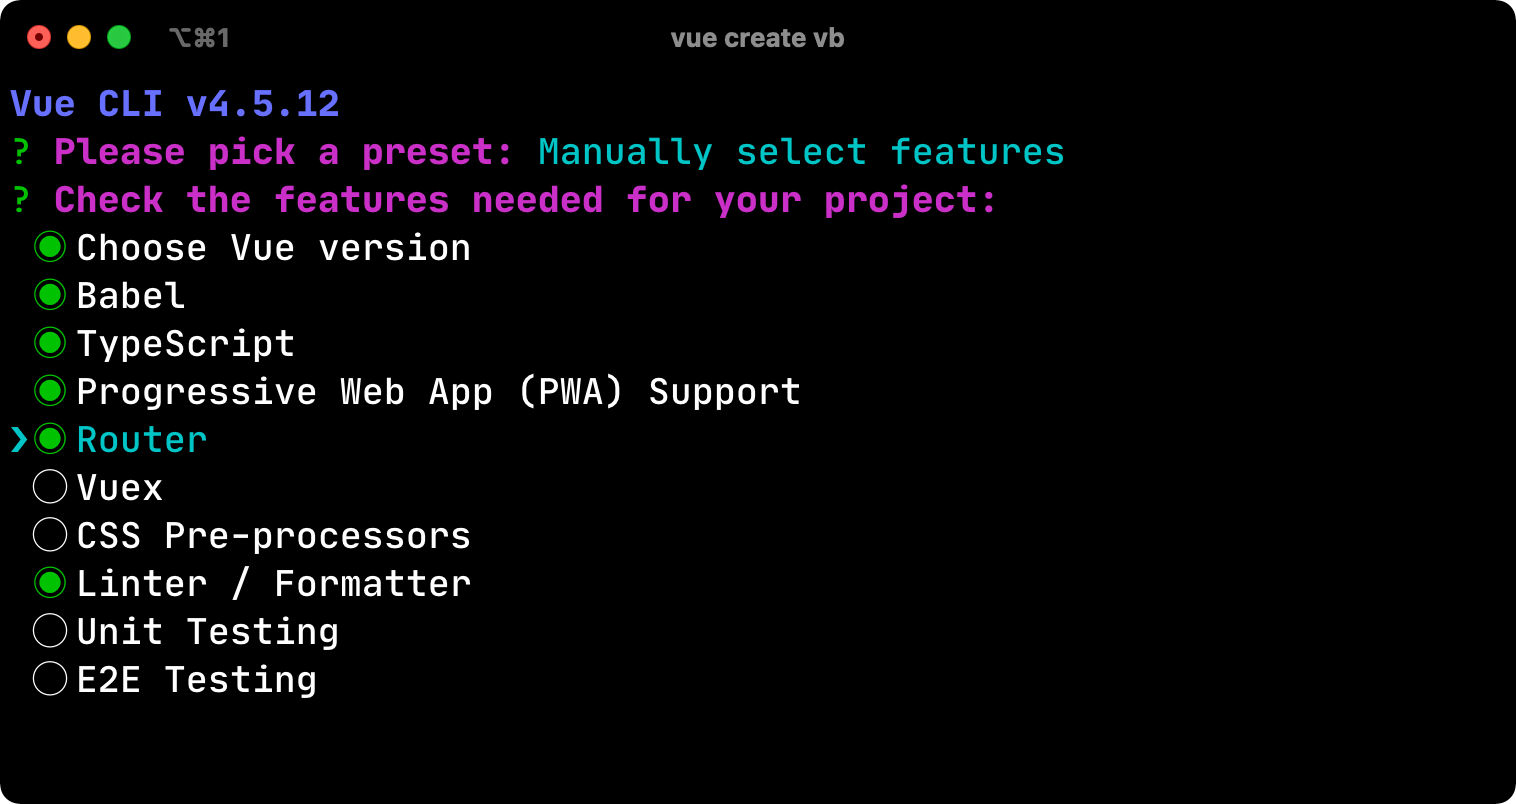 ⌥⌘1
vue create vb
Vue CLI v4.5.12
? Please pick a preset: Manually select features
? Check the features needed for your project:
◉ Choose Vue version
◉ Babel
◉ TypeScript
◉ Progressive Web App (PWA) Support
❯◉ Router
◯ Vuex
◯ CSS Pre-processors
◉ Linter / Formatter
◯ Unit Testing
◯ E2E Testing